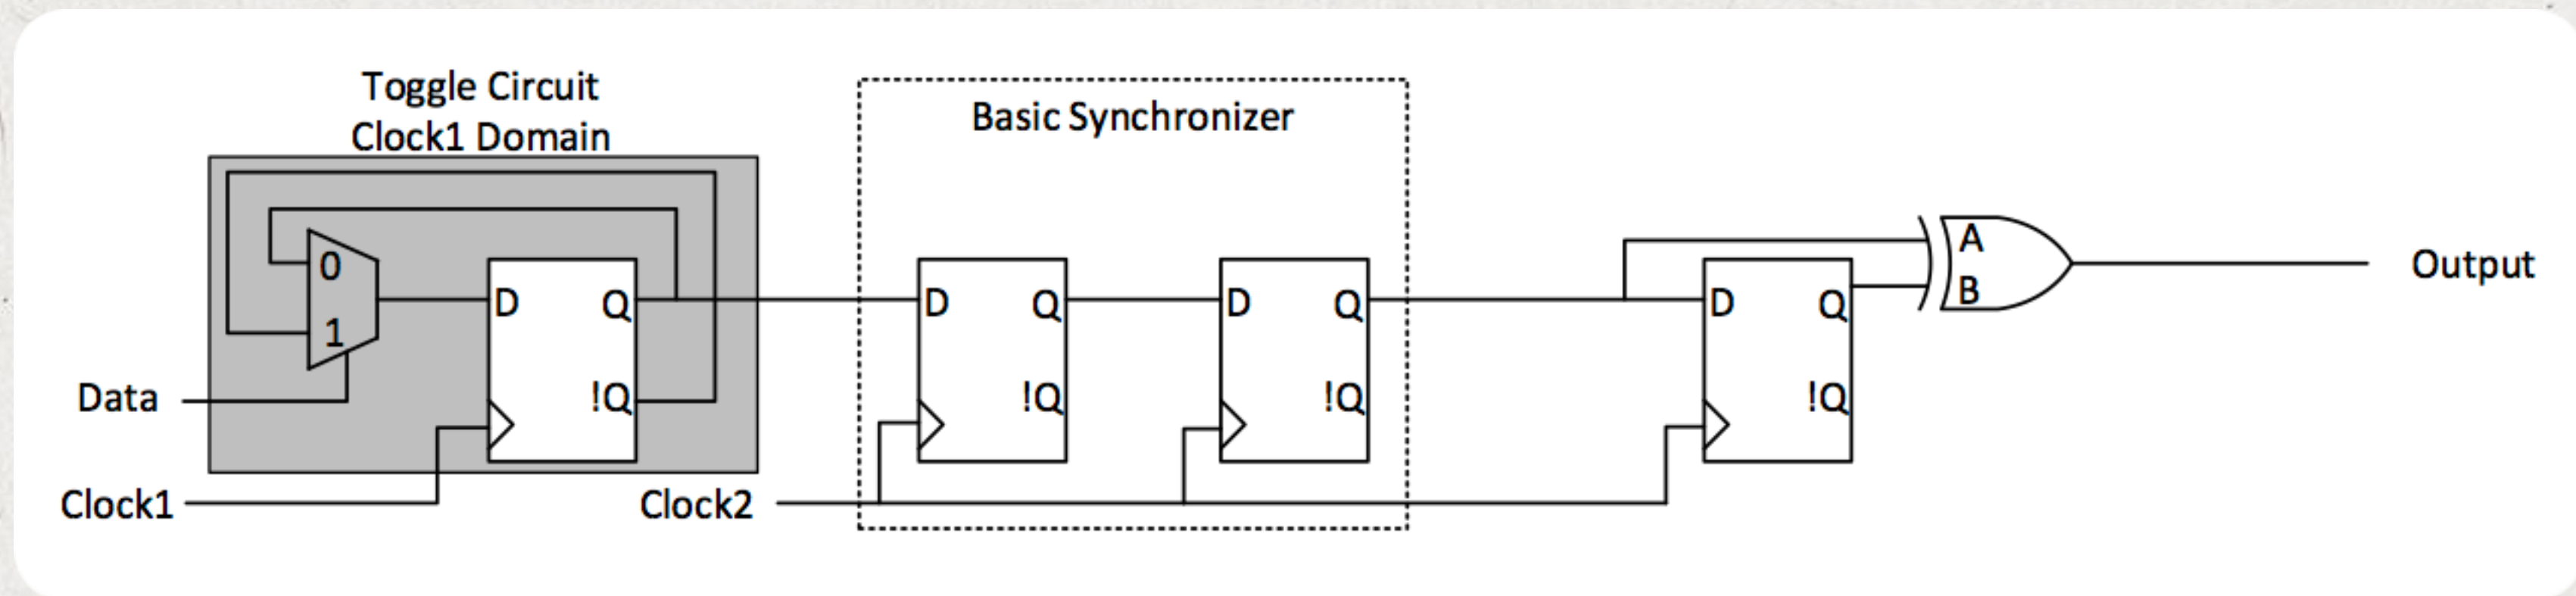 Toggle Circuit
Clock1 Domain
Basic Synchronizer
0
1
D
Q
!Q
D
Q
!Q
D
Q
!Q
D
Q
!Q
A
B
Output
Data
Clock1
Clock2